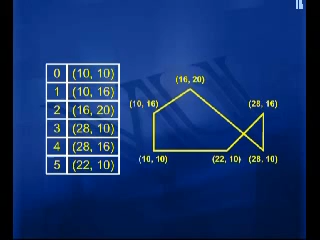 0 (10, 10)
1 (10, 16)
2 (16, 20)
3 (28, 10)
4 (28, 16)
5 (22, 10)
(16, 20)
(10, 16)
(28, 16)
(10, 10)
(22, 10)
(28, 10)